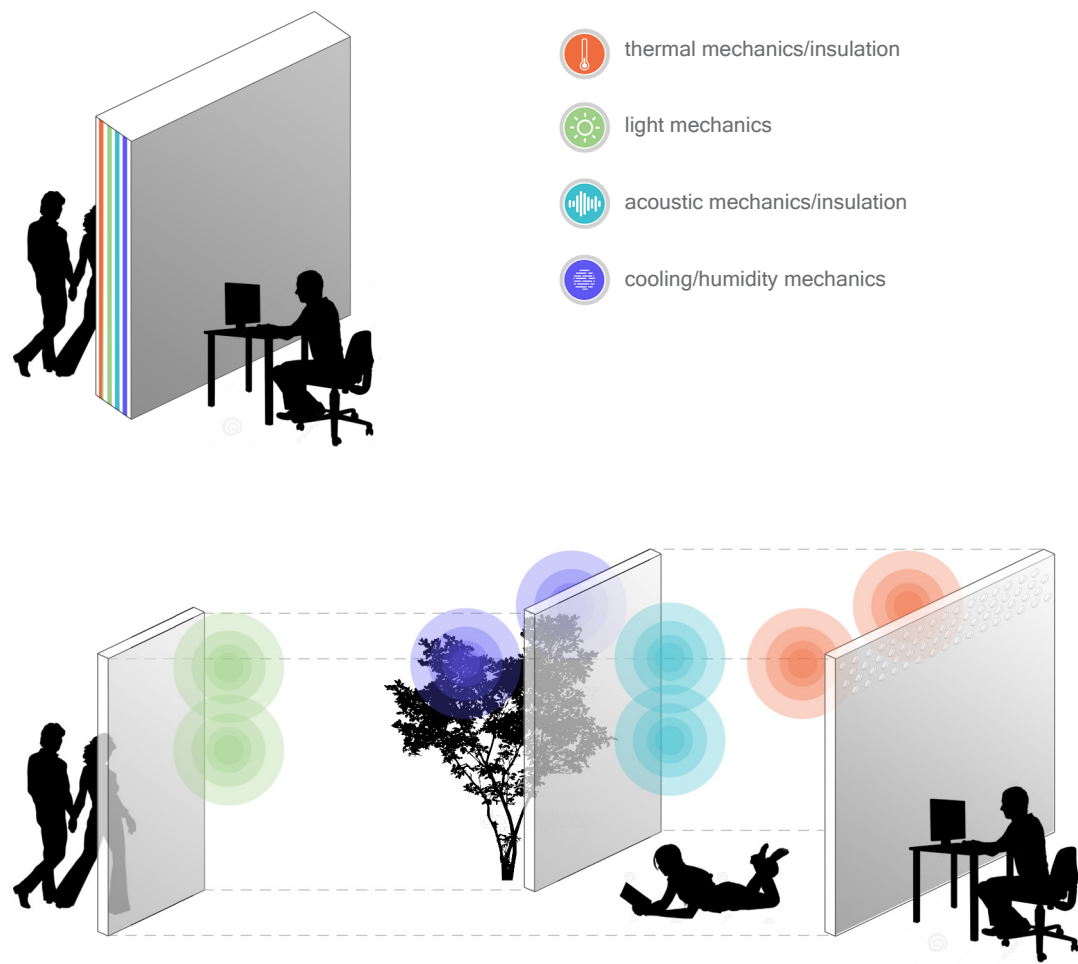 thermal mechanics/insulation
light mechanics
acoustic mechanics/insulation
cooling/humidity mechanics